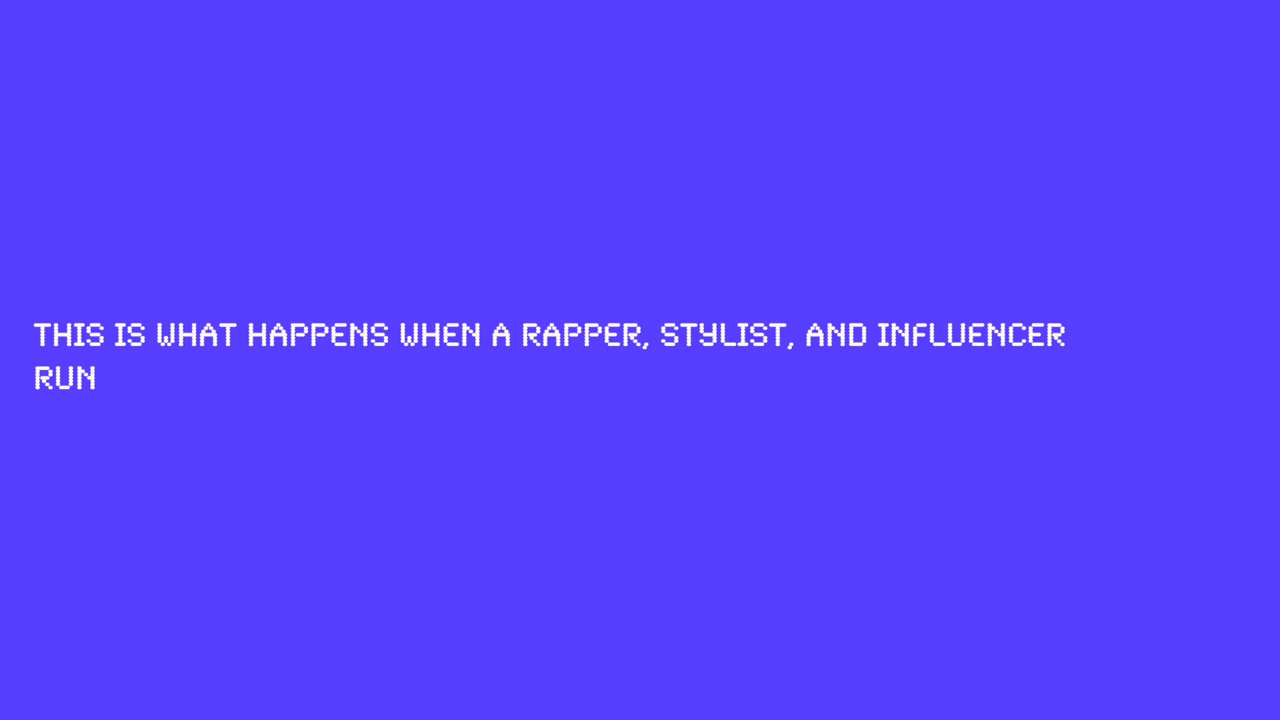 THIS IS WHAT HAPPENS WHEN A RAPPER, STYLIST, AND INFLUENCER
RUN